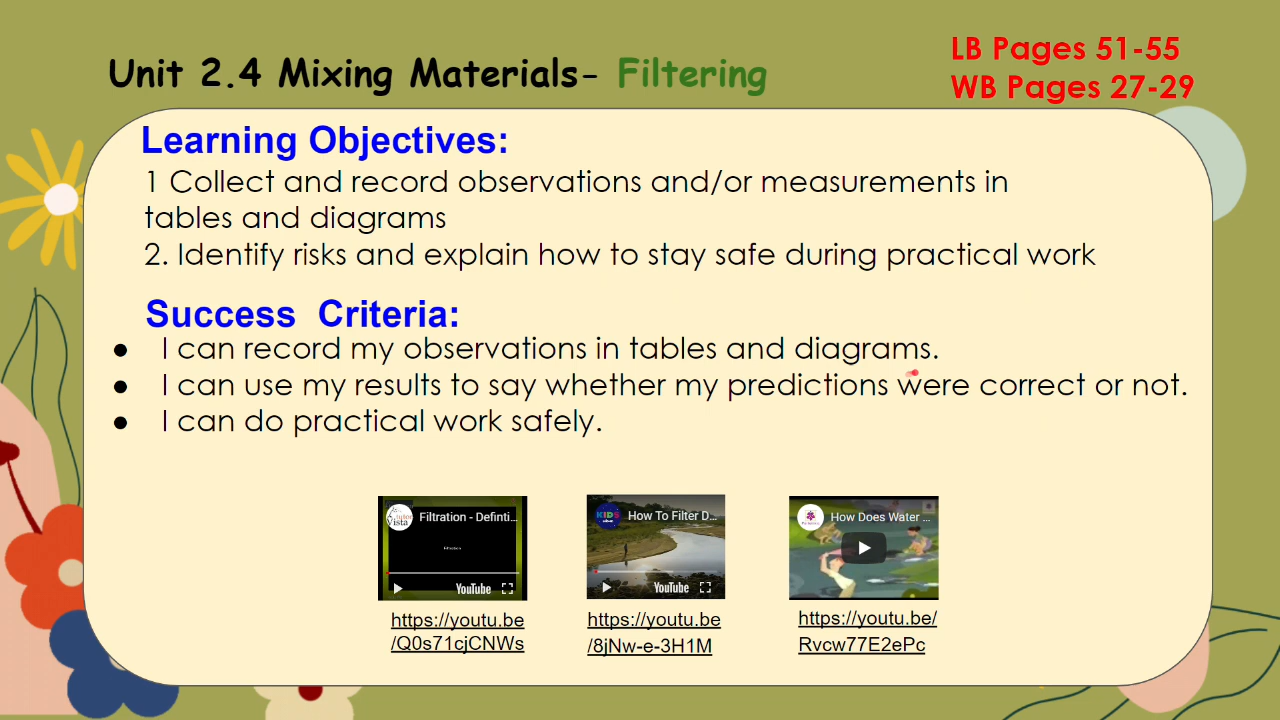 Unit 2.4 Mixing Materials- Filtering
LB Pages 51-55
WB Pages 27-29
Learning Objectives:
1 Collect and record observations and/or measurements in
tables and diagrams
2. Identify risks and explain how to stay safe during practical work
Success Criteria:
● I can record my observations in tables and diagrams.
● I can use my results to say whether my predictions were correct or not.
● I can do practical work safely.
Filtration - Definti...
YouTube
https://youtu.be
/Q0s71cjCNWs
KIDS
How To Filter D...
YouTube
https://youtu.be
/8jNw-e-3H1M
How Does Water ...
https://youtu.be/
Rvcw77E2ePc